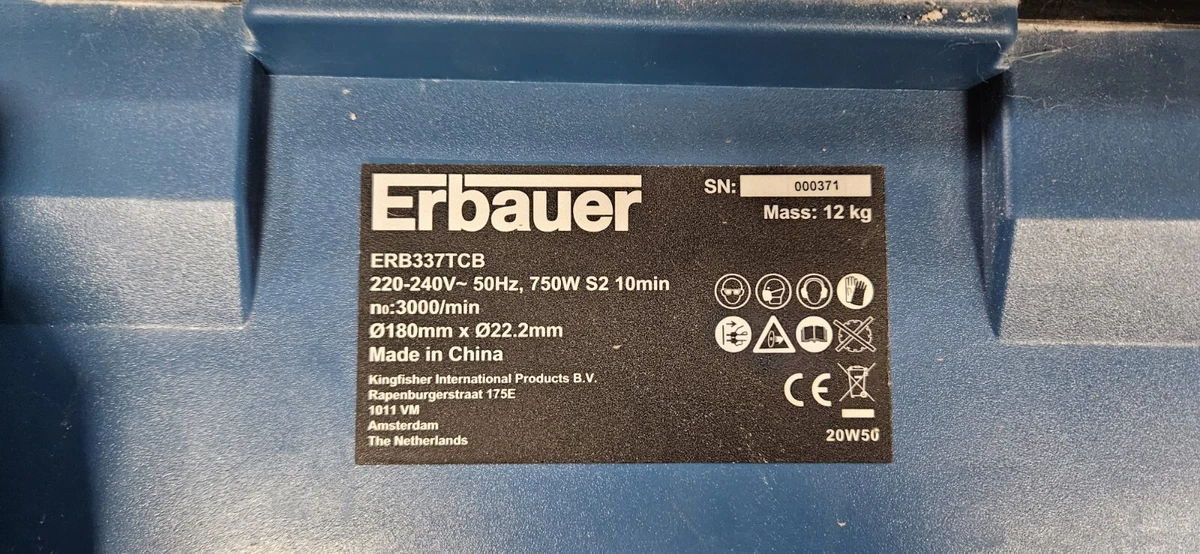 Erbauer
SN: 000371
Mass: 12 kg
ERB337TCB
220-240V~ 50Hz, 750W S2 10min
n₀:3000/min
Ø180mm x Ø22.2mm
Made in China
Kingfisher International Products B.V.
Rapenburgerstraat 175E
1011 VM
Amsterdam
The Netherlands
CE
20W50